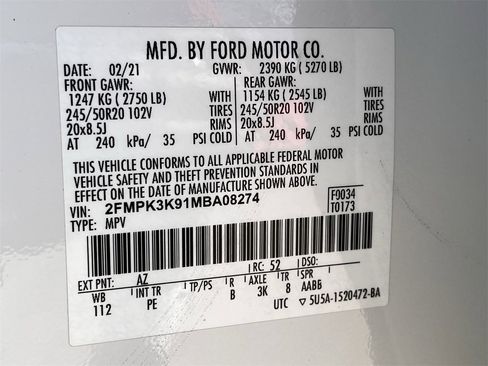 MFD. BY FORD MOTOR CO.
DATE: 02/21 GVWR: 2390 KG ( 5270 LB)
FRONT GAWR: REAR GAWR:
1247 KG ( 2750 LB) WITH 1154 KG ( 2545 LB) WITH
245/50R20 102V TIRES 245/50R20 102V TIRES
20x8.5J RIMS 20x8.5J RIMS
AT 240 kPa/ 35 PSI COLD AT 240 kPa/ 35 PSI COLD
THIS VEHICLE CONFORMS TO ALL APPLICABLE FEDERAL MOTOR
VEHICLE SAFETY AND THEFT PREVENTION STANDARDS IN
EFFECT ON THE DATE OF MANUFACTURE SHOWN ABOVE.
VIN: 2FMPK3K91MBA08274 F0034
TYPE: MPV T0173
EXT PNT: AZ RC: 52 DSO:
WB INT TR TP/PS R AXLE TR SPR
112 PE B 3K 8 AABB
UTC ▽ 5U5A-1520472-BA